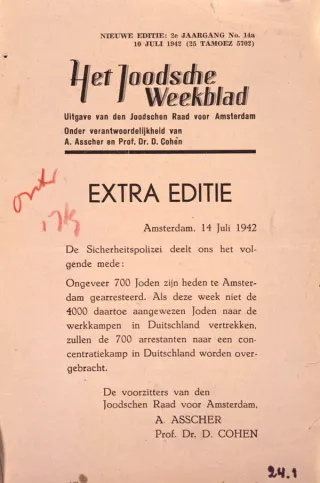 NIEUWE EDITIE: 2e JAARGANG No. 14a
10 JULI 1942 (25 TAMOEZ 5702)
Het Joodsche
Weekblad
Uitgave van den Joodschen Raad voor Amsterdam
Onder verantwoordelijkheid van
A. Asscher en Prof. Dr. D. Cohén
EXTRA EDITIE
Amsterdam, 14 Juli 1942
De Sicherheitspolizei deelt ons het vol-
gende mede:
Ongeveer 700 Joden zijn heden te Amster-
dam gearresteerd. Als deze week niet de
4000 daartoe aangewezen Joden naar de
werkkampen in Duitschland vertrekken,
zullen de 700 arrestanten naar een con-
centratiekamp in Duitschland worden over-
gebracht.
De voorzitters van den
Joodschen Raad voor Amsterdam,
A. ASSCHER
Prof. Dr. D. COHEN
24.1